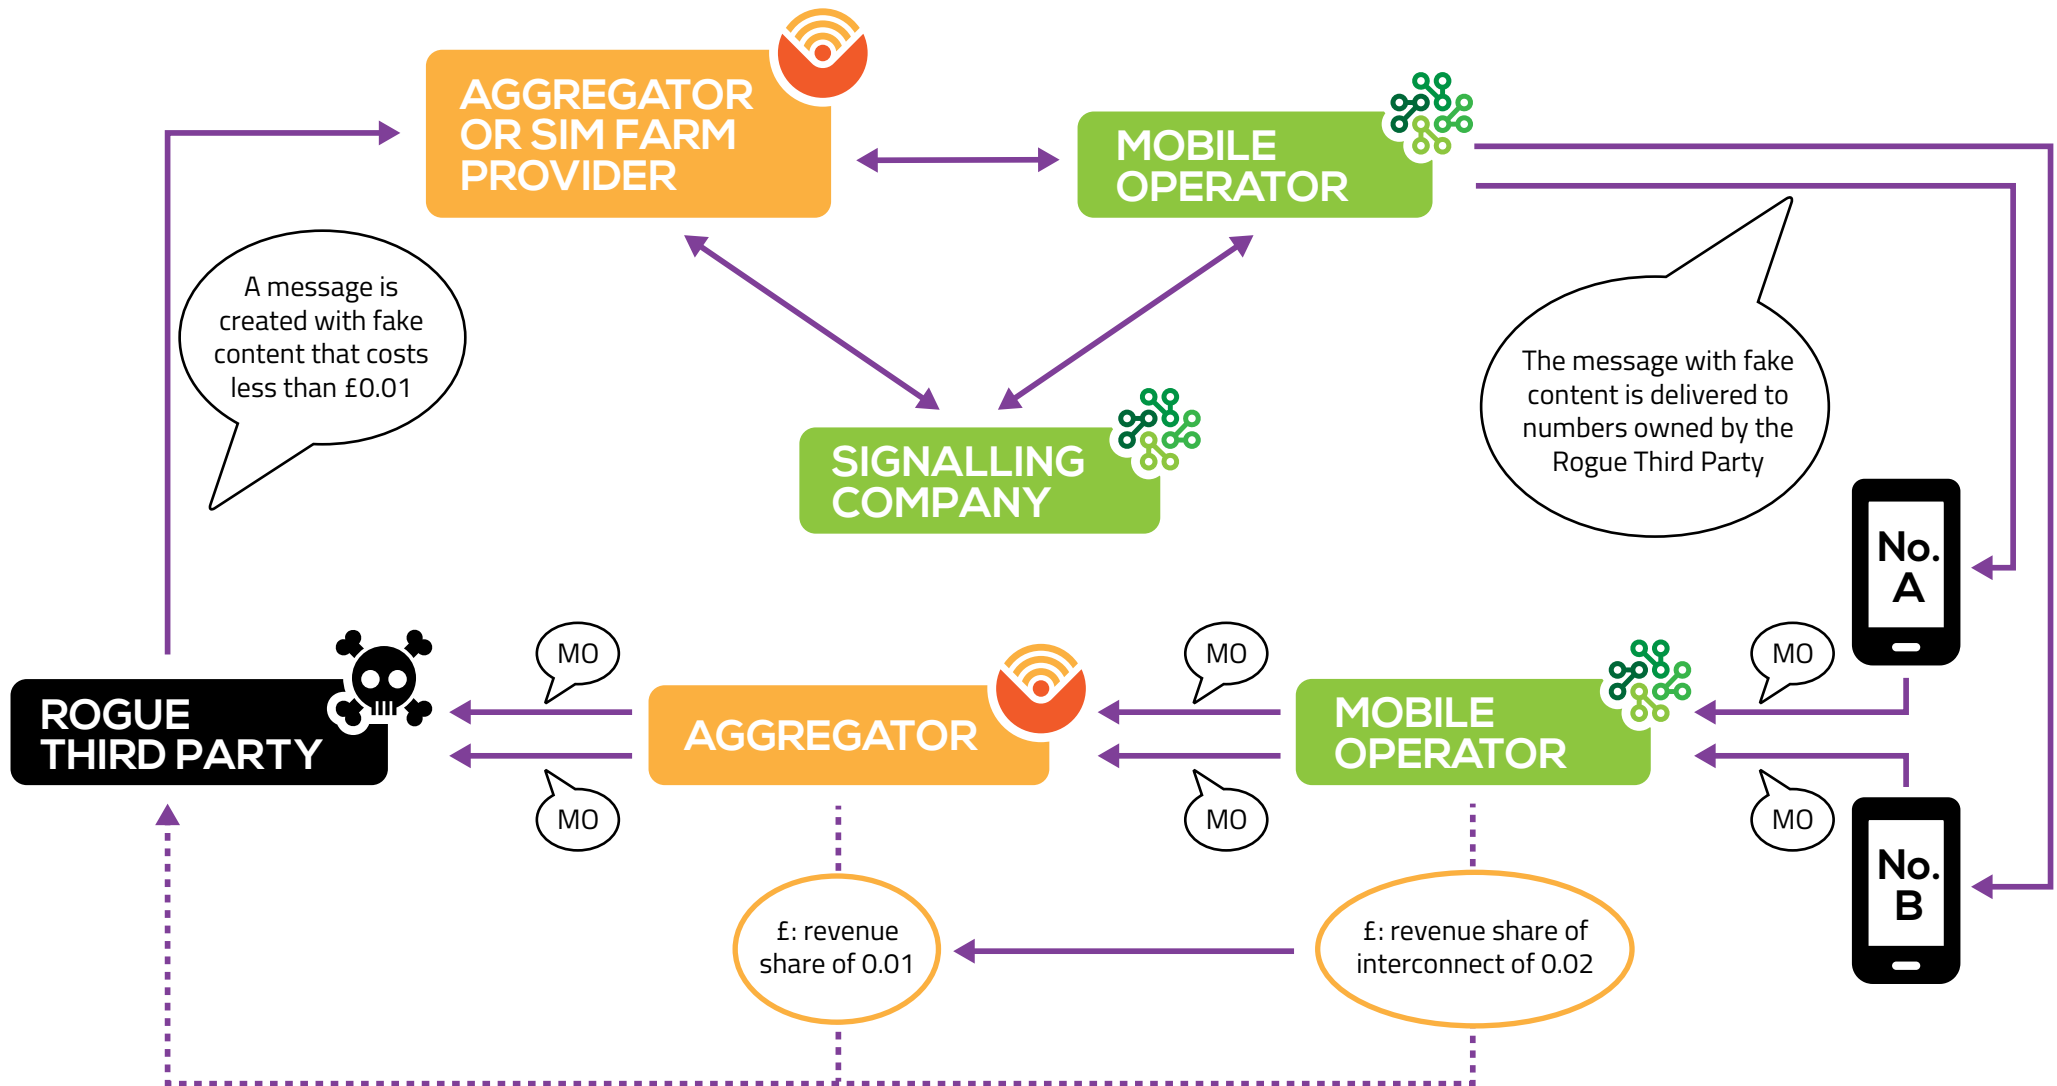 AGGREGATOR
OR SIM FARM
PROVIDER
MOBILE
OPERATOR
A message is
created with fake
content that costs
less than £0.01
The message with fake
content is delivered to
numbers owned by the
Rogue Third Party
SIGNALLING
COMPANY
No.
A
MO
MO
MO
ROGUE
THIRD PARTY
AGGREGATOR
MOBILE
OPERATOR
MO
MO
MO
No.
B
£: revenue
share of 0.01
£: revenue share of
interconnect of 0.02